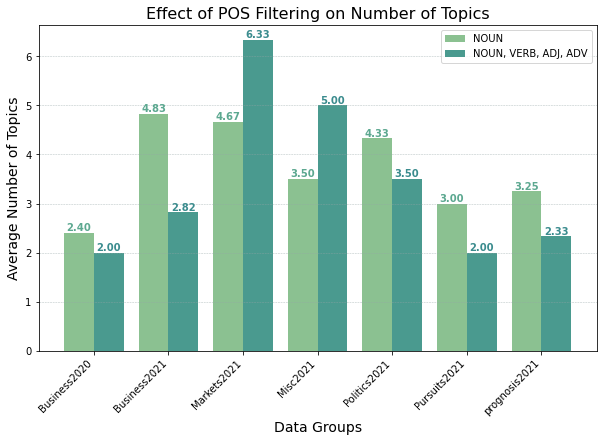 Effect of POS Filtering on Number of Topics
NOUN
NOUN, VERB, ADJ, ADV
Average Number of Topics
6
5
4
3
2
1
0
2.40
2.00
4.83
2.82
4.67
6.33
3.50
5.00
4.33
3.50
3.00
2.00
3.25
2.33
Business2020
Business2021
Markets2021
Misc2021
Politics2021
Pursuits2021
prognosis2021
Data Groups